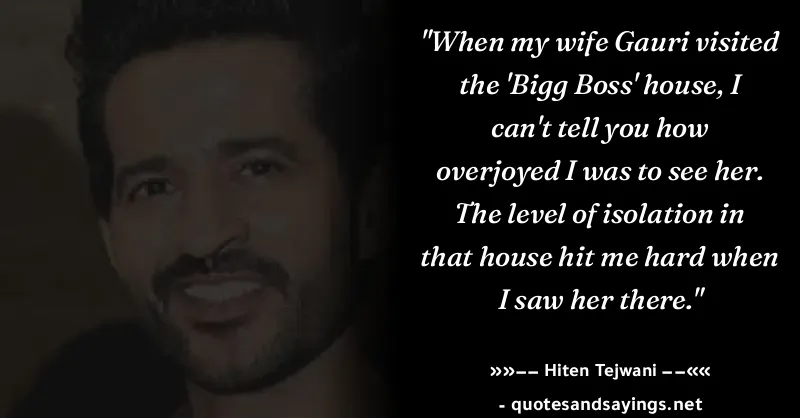 "When my wife Gauri visited
the 'Bigg Boss' house, I
can't tell you how
overjoyed I was to see her.
The level of isolation in
that house hit me hard when
I saw her there."
»»−− Hiten Tejwani −−««
- quotesandsayings.net